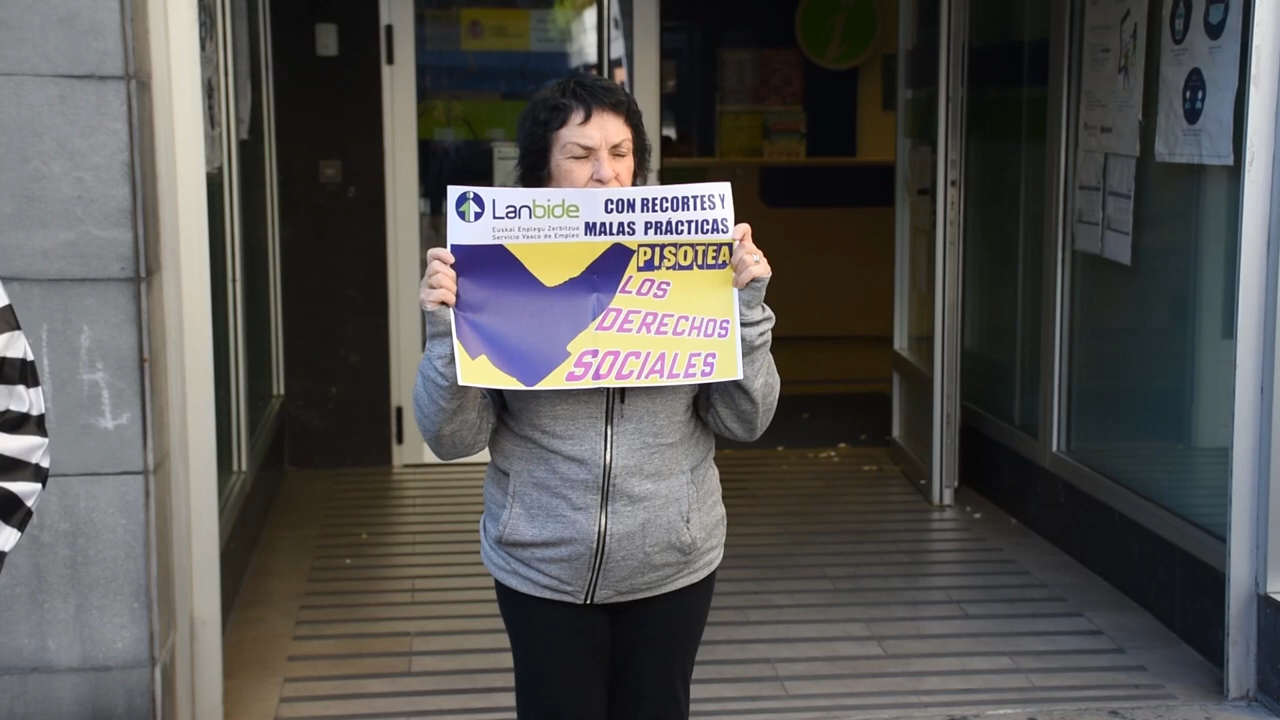 Lanbide
Euskal Enplegu Zerbitzua
Servicio Vasco de Empleo
CON RECORTES Y
MALAS PRÁCTICAS
PISOTEA
LOS
DERECHOS
SOCIALES
i